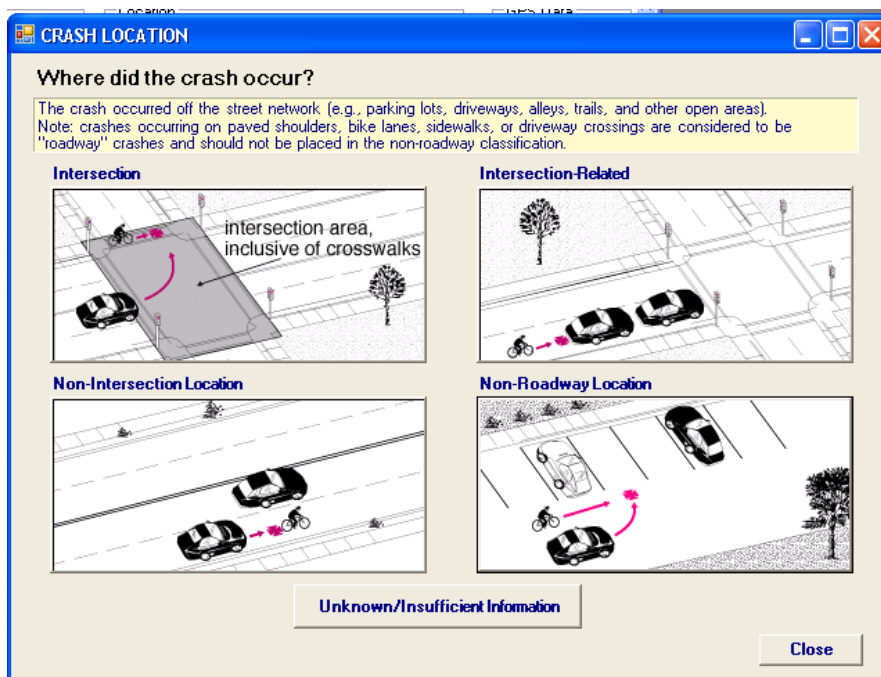 Location
GPS Data
CRASH LOCATION
Where did the crash occur?
The crash occurred off the street network (e.g., parking lots, driveways, alleys, trails, and other open areas).
Note: crashes occurring on paved shoulders, bike lanes, sidewalks, or driveway crossings are considered to be
"roadway" crashes and should not be placed in the non-roadway classification.
Intersection
intersection area,
inclusive of crosswalks
Intersection-Related
Non-Intersection Location
Non-Roadway Location
Unknown/Insufficient Information
Close